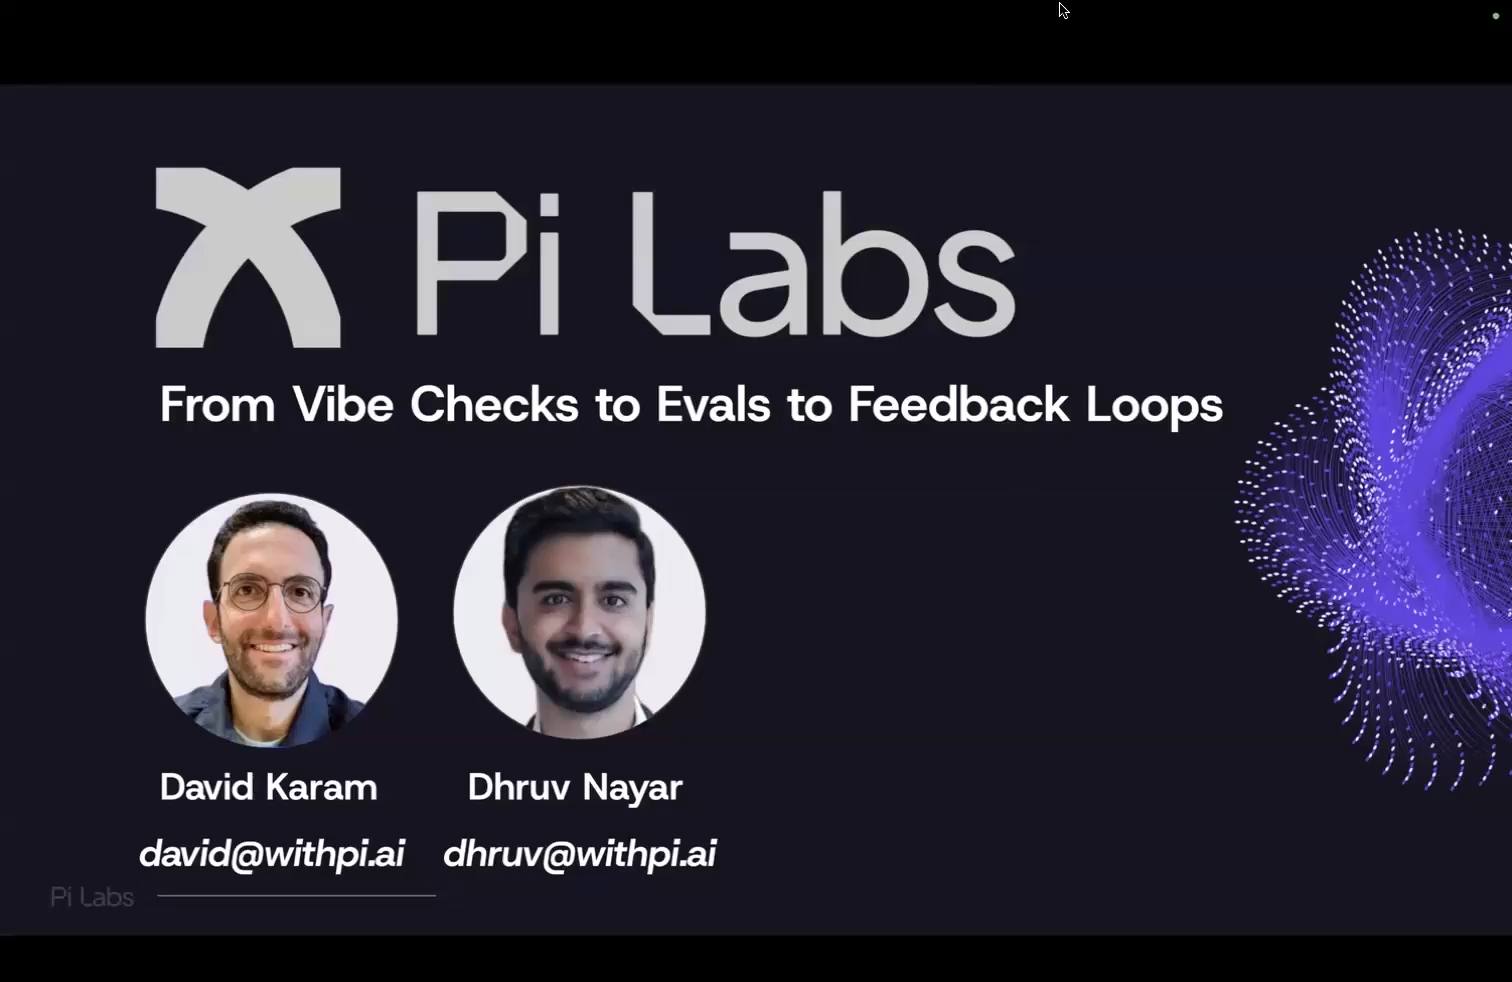 Pi Labs
From Vibe Checks to Evals to Feedback Loops
David Karam
Dhruv Nayar
david@withpi.ai
dhruv@withpi.ai
Pi Labs